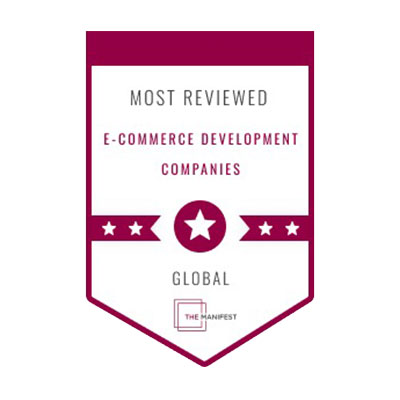 MOST REVIEWED
E-COMMERCE DEVELOPMENT
COMPANIES
GLOBAL
THE MANIFEST